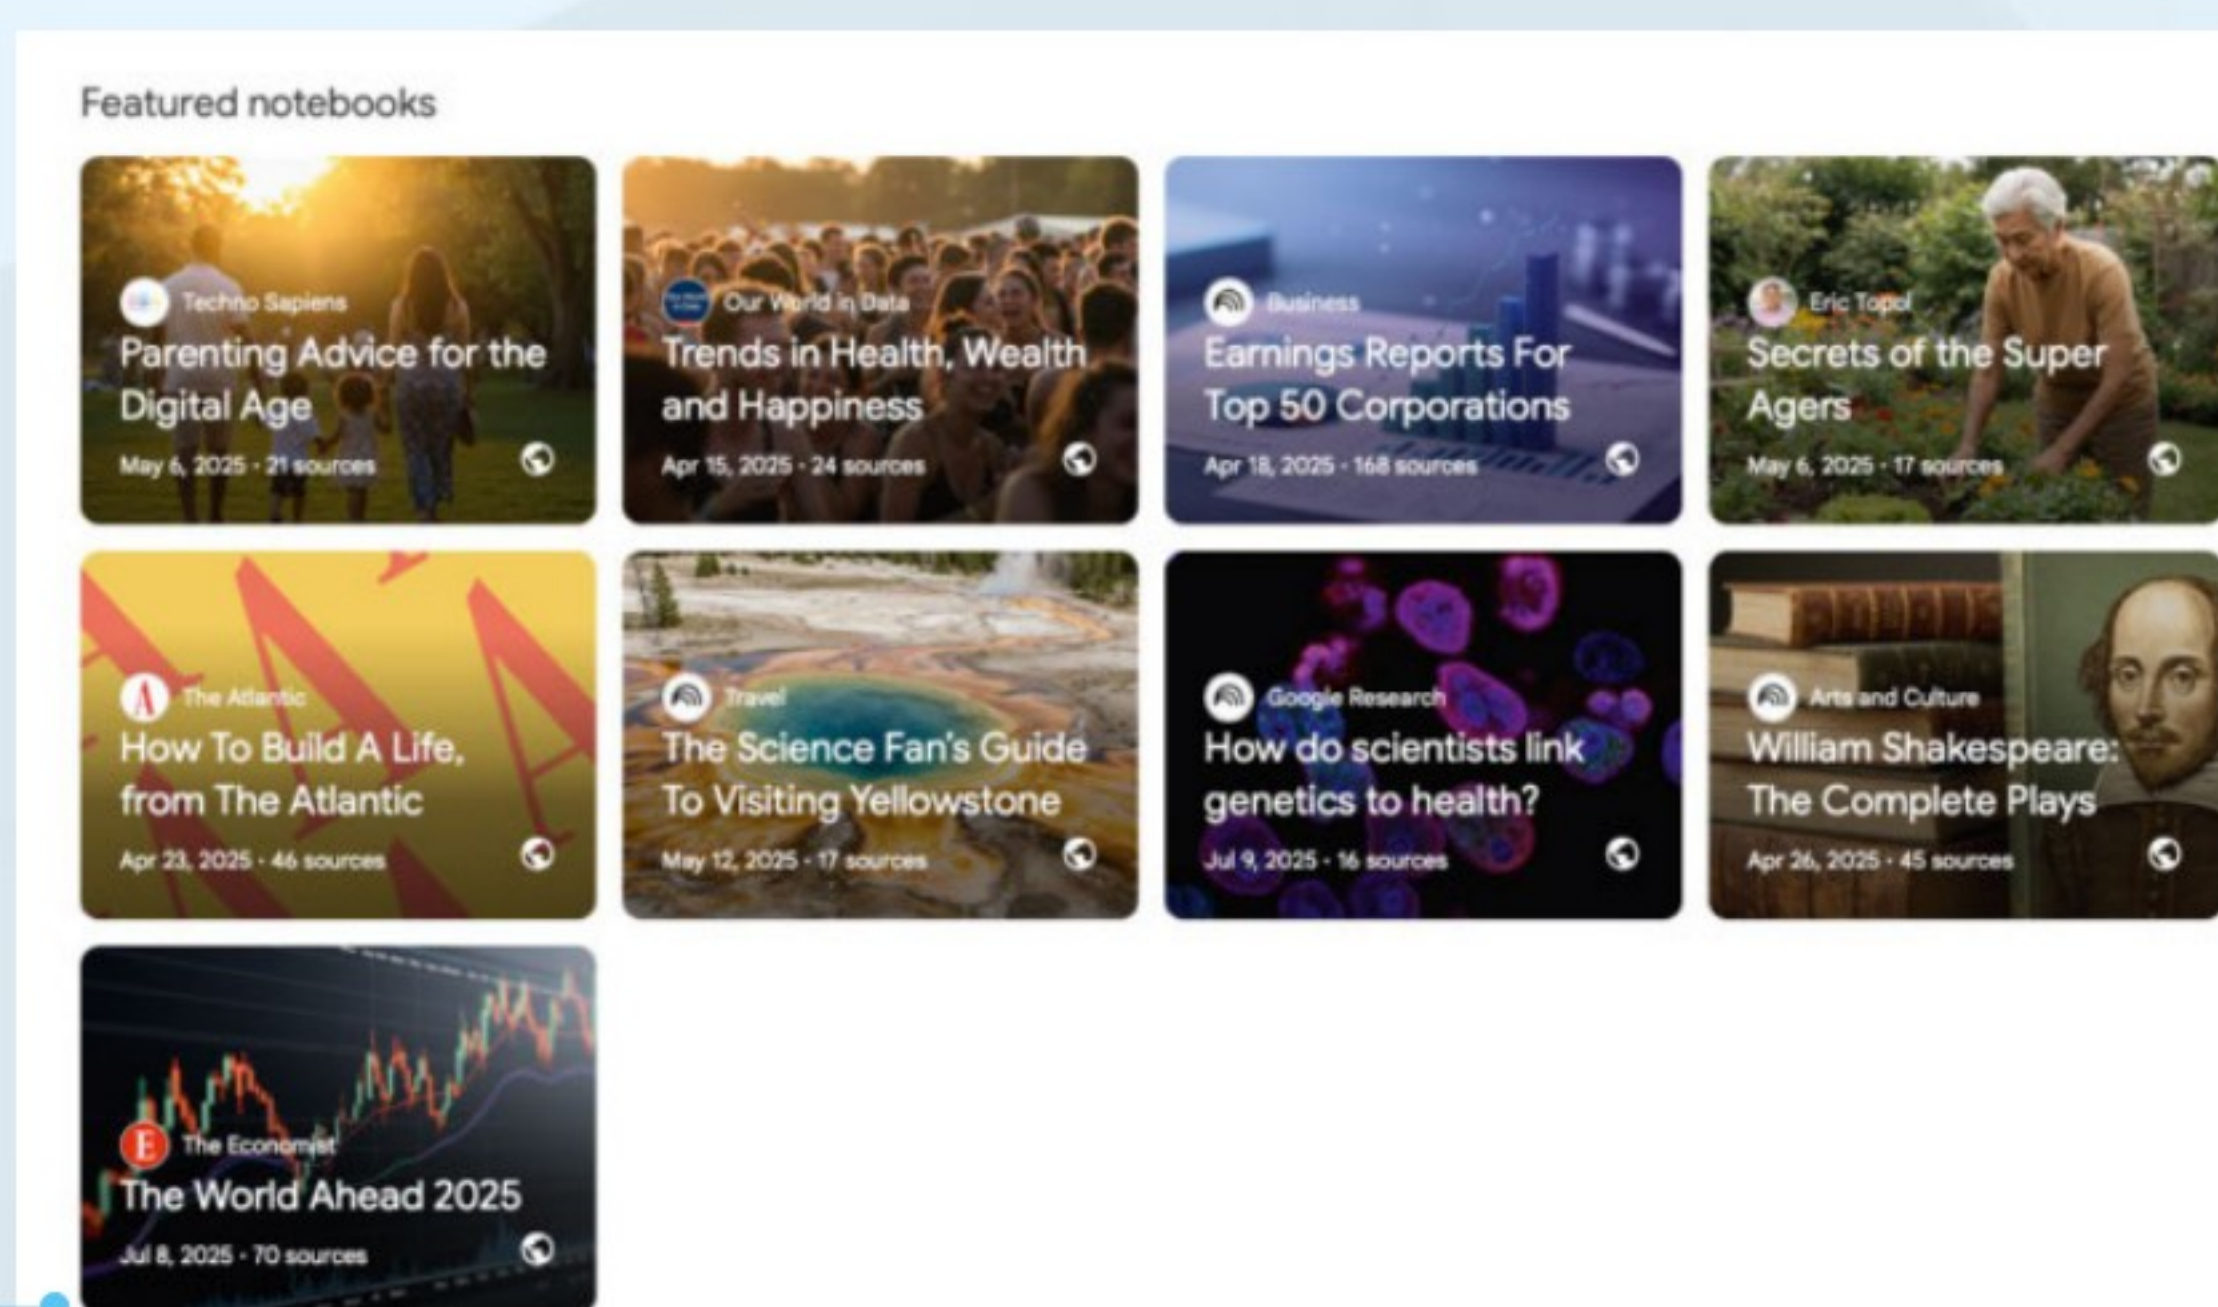 Featured notebooks
Techno Sapiens
Parenting Advice for the
Digital Age
May 6, 2025 · 21 sources
Our World in Data
Trends in Health, Wealth
and Happiness
Apr 15, 2025 · 24 sources
Business
Earnings Reports For
Top 50 Corporations
Apr 18, 2025 · 168 sources
Eric Topol
Secrets of the Super
Agers
May 6, 2025 · 17 sources
A
The Atlantic
How To Build A Life,
from The Atlantic
Apr 23, 2025 · 46 sources
Travel
The Science Fan's Guide
To Visiting Yellowstone
May 12, 2025 · 17 sources
Google Research
How do scientists link
genetics to health?
Jul 9, 2025 · 16 sources
Arts and Culture
William Shakespeare:
The Complete Plays
Apr 26, 2025 · 45 sources
E
The Economist
The World Ahead 2025
Jul 8, 2025 · 70 sources